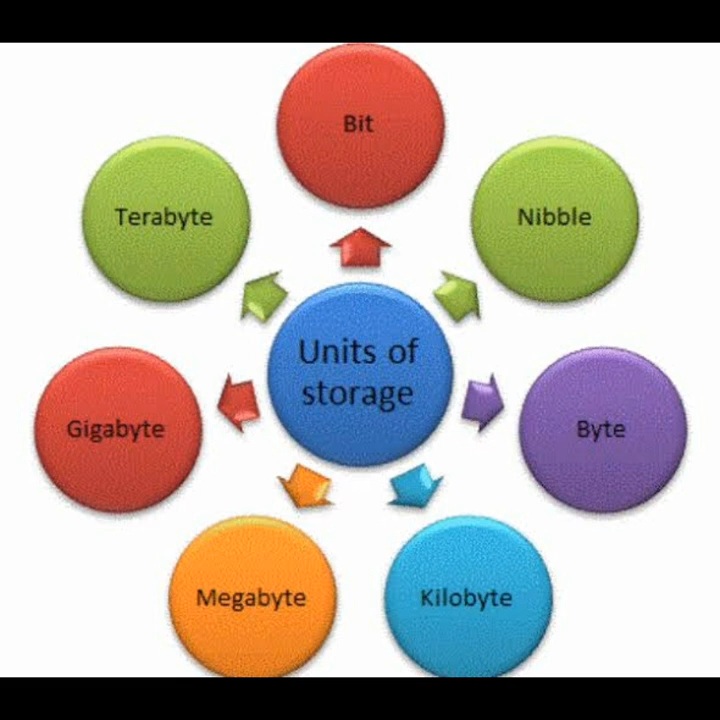 Bit
Nibble
Byte
Kilobyte
Megabyte
Gigabyte
Terabyte
Units of
storage